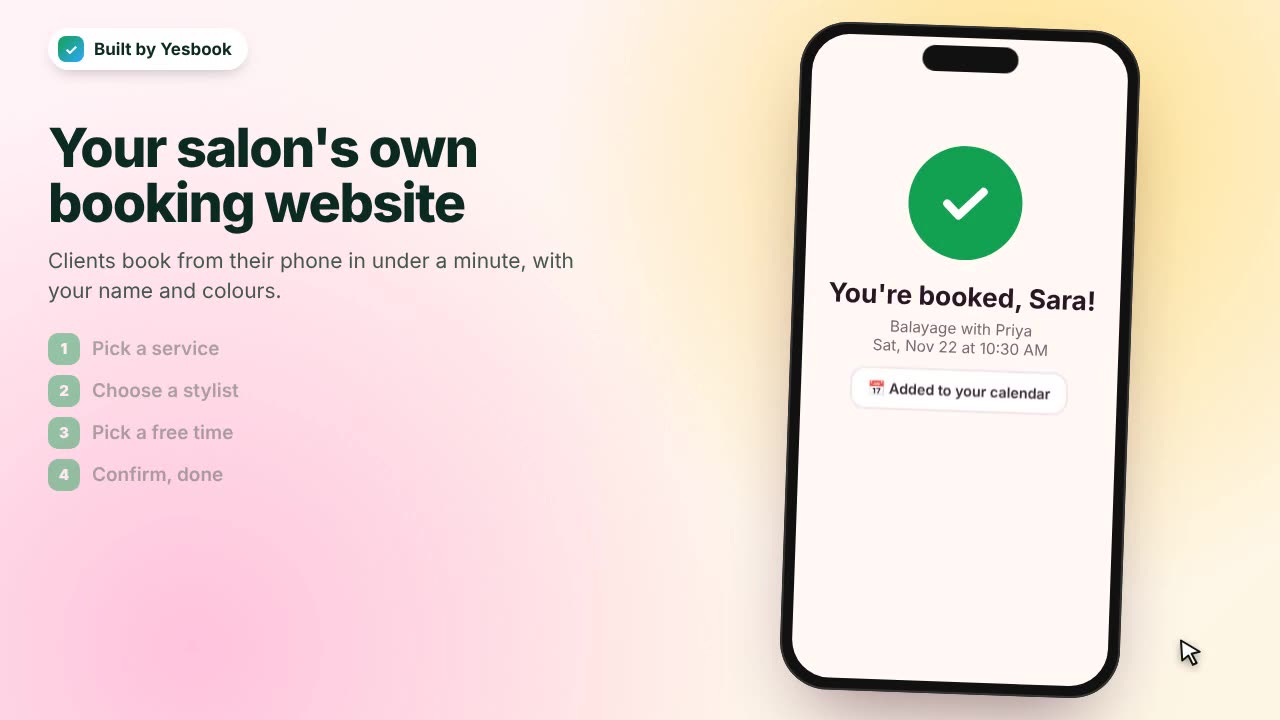 Built by Yesbook
Your salon's own
booking website
Clients book from their phone in under a minute, with
your name and colours.
1 Pick a service
2 Choose a stylist
3 Pick a free time
4 Confirm, done
You're booked, Sara!
Balayage with Priya
Sat, Nov 22 at 10:30 AM
📅 Added to your calendar